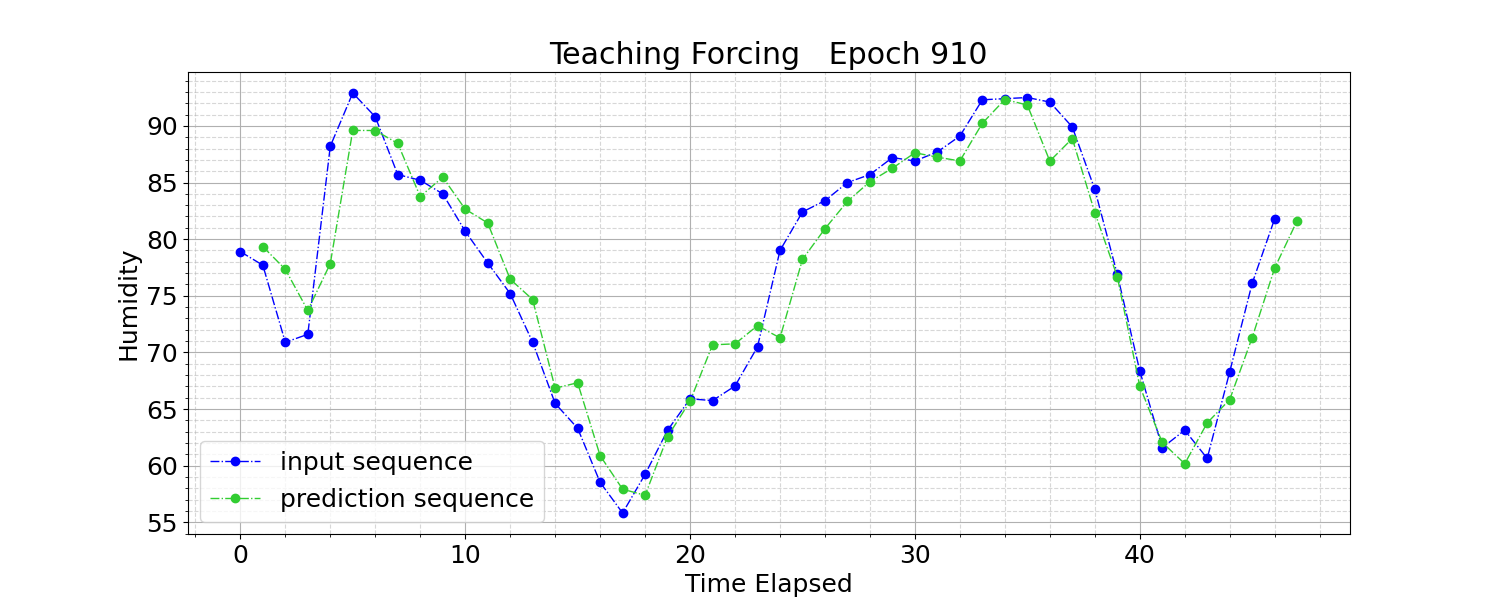 Teaching Forcing   Epoch 910
Humidity
90
85
80
75
70
65
60
55
input sequence
prediction sequence
0 10 20 30 40
Time Elapsed